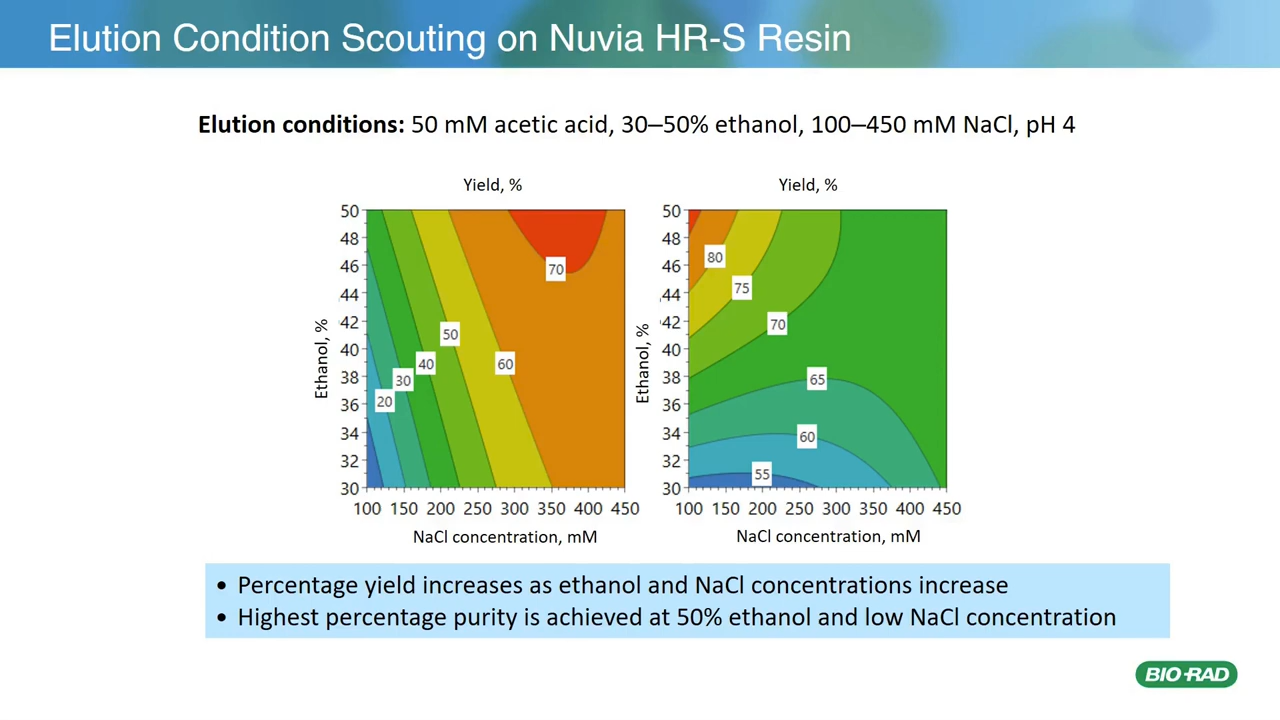 Elution Condition Scouting on Nuvia HR-S Resin
Elution conditions: 50 mM acetic acid, 30–50% ethanol, 100–450 mM NaCl, pH 4
Yield, %
50
48
46
44
42
40
38
36
34
32
30
Ethanol, %
70
60
50
40
30
20
100 150 200 250 300 350 400 450
NaCl concentration, mM
Yield, %
50
48
46
44
42
40
38
36
34
32
30
Ethanol, %
80
75
70
65
60
55
100 150 200 250 300 350 400 450
NaCl concentration, mM
• Percentage yield increases as ethanol and NaCl concentrations increase
• Highest percentage purity is achieved at 50% ethanol and low NaCl concentration
BIO-RAD